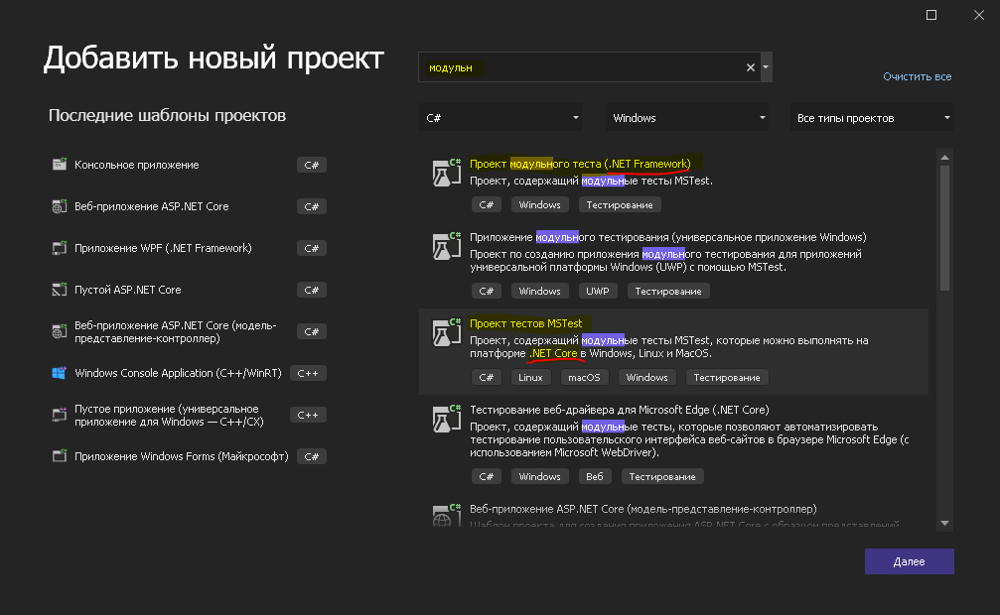 Добавить новый проект
модульн
Очистить все
Последние шаблоны проектов
C#
Windows
Все типы проектов
Консольное приложение C#
Веб-приложение ASP.NET Core C#
Приложение WPF (.NET Framework) C#
Пустой ASP.NET Core C#
Веб-приложение ASP.NET Core (модель-
представление-контроллер) C#
Windows Console Application (C++/WinRT) C++
Пустое приложение (универсальное
приложение для Windows — C++/CX) C++
Приложение Windows Forms (Майкрософт) C#
C#
Проект модульного теста (.NET Framework)
Проект, содержащий модульные тесты MSTest.
C# Windows Тестирование
C#
Приложение модульного тестирования (универсальное приложение Windows)
Проект по созданию приложения модульного тестирования для приложений
универсальной платформы Windows (UWP) с помощью MSTest.
C# Windows UWP Тестирование
C#
Проект тестов MSTest
Проект, содержащий модульные тесты MSTest, которые можно выполнять на
платформе .NET Core в Windows, Linux и MacOS.
C# Linux macOS Windows Тестирование
C#
Тестирование веб-драйвера для Microsoft Edge (.NET Core)
Проект, содержащий модульные тесты, которые позволяют автоматизировать
тестирование пользовательского интерфейса веб-сайтов в браузере Microsoft Edge (с
использованием Microsoft WebDriver).
C# Windows Веб Тестирование
C#
Веб-приложение ASP.NET Core (модель-представление-контроллер)
Шаблон проекта для создания приложения ASP.NET Core с образцом представлений
Далее